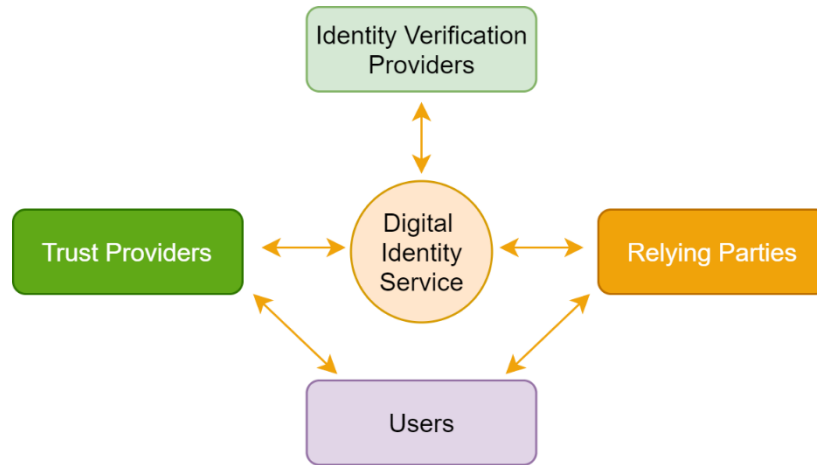 Identity Verification
Providers
Trust Providers
Digital
Identity
Service
Relying Parties
Users